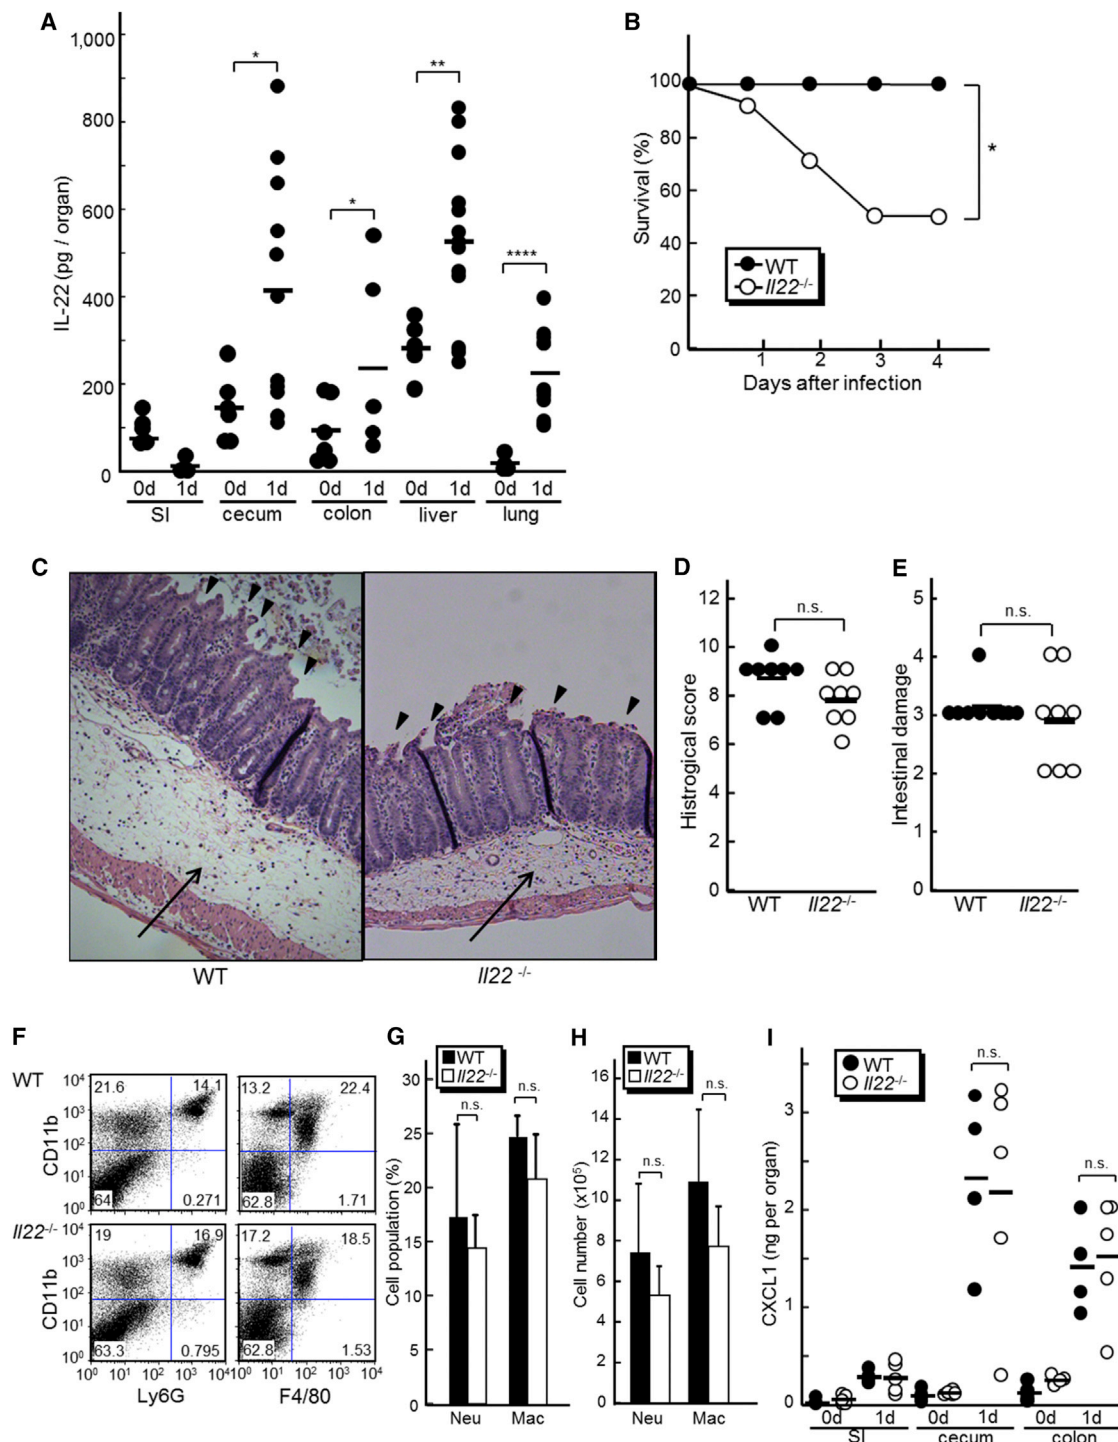 A
IL-22 (pg / organ)
1,000
800
600
400
200
0
*
*
**
****
0d 1d 0d 1d 0d 1d 0d 1d 0d 1d
SI cecum colon liver lung
B
Survival (%)
100
80
60
40
20
0
*
WT
Il22-/-
1 2 3 4
Days after infection
C
WT Il22 -/-
D
Histrogical score
12
10
8
6
4
2
0
n.s.
WT Il22-/-
E
Intestinal damage
5
4
3
2
1
0
n.s.
WT Il22-/-
F
WT
CD11b
10⁴
10³
10²
10¹
10⁰
21.6 14.1
64 0.271
13.2 22.4
62.8 1.71
Il22-/-
CD11b
10⁴
10³
10²
10¹
10⁰
19 16.9
63.3 0.795
17.2 18.5
62.8 1.53
10⁰ 10¹ 10² 10³ 10⁴ 10⁰ 10¹ 10² 10³ 10⁴
Ly6G F4/80
G
WT
Il22-/-
Cell population (%)
30
25
20
15
10
5
0
n.s.
n.s.
Neu Mac
H
WT
Il22-/-
Cell number (x10⁵)
16
14
12
10
8
6
4
2
0
n.s.
n.s.
Neu Mac
I
WT
Il22-/-
CXCL1 (ng per organ)
3
2
1
0
n.s.
n.s.
0d 1d 0d 1d 0d 1d
SI cecum colon